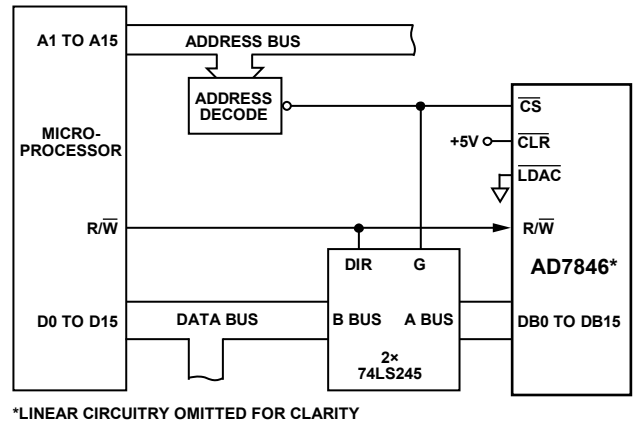 A1 TO A15
ADDRESS BUS
ADDRESS
DECODE
CS
MICRO-
PROCESSOR
+5V
CLR
LDAC
R/W
R/W
DIR
G
AD7846*
D0 TO D15
DATA BUS
B BUS
A BUS
DB0 TO DB15
2×
74LS245
*LINEAR CIRCUITRY OMITTED FOR CLARITY